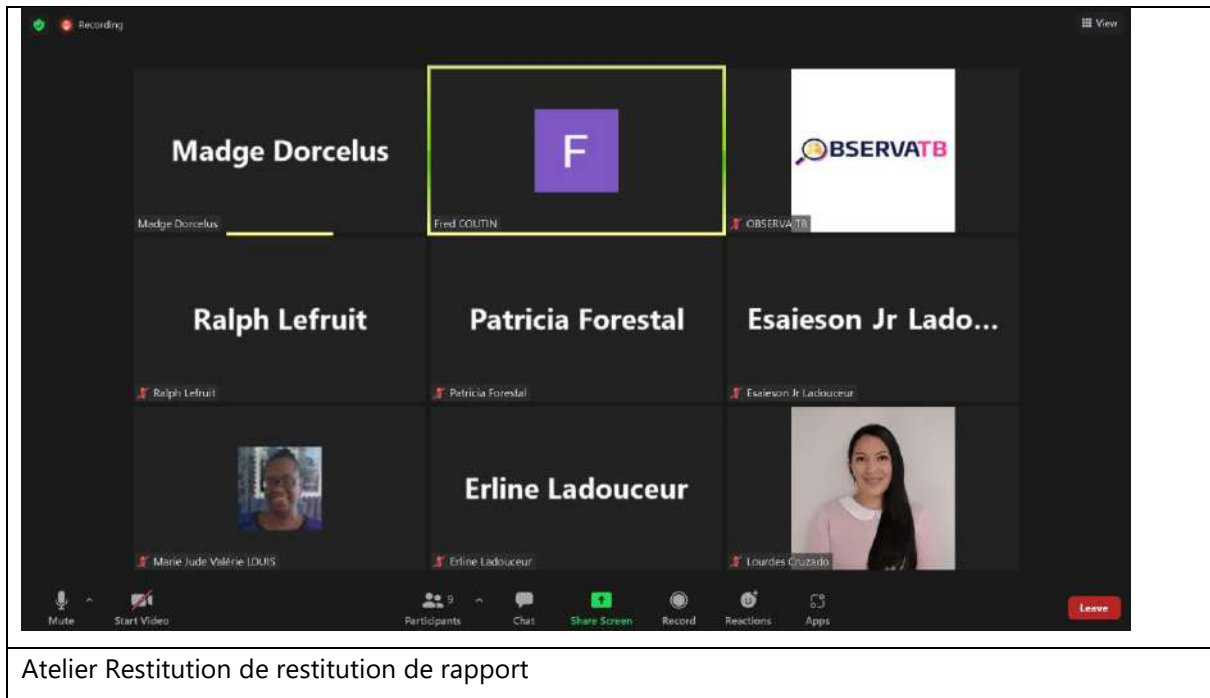 Recording
View
Madge Dorcelus
F
OBSERVATB
Madge Dorcelus
Fred COUTIN
OBSERVA TB
Ralph Lefruit
Patricia Forestal
Esaieson Jr Lado...
Ralph Lefruit
Patricia Forestal
Esaieson Jr Ladouceur
Erline Ladouceur
Marie Jude Valérie LOUIS
Erline Ladouceur
Lourdes Cruzado
Mute
Start Video
Participants
9
Chat
Share Screen
Record
Reactions
Apps
Leave
Atelier Restitution de restitution de rapport